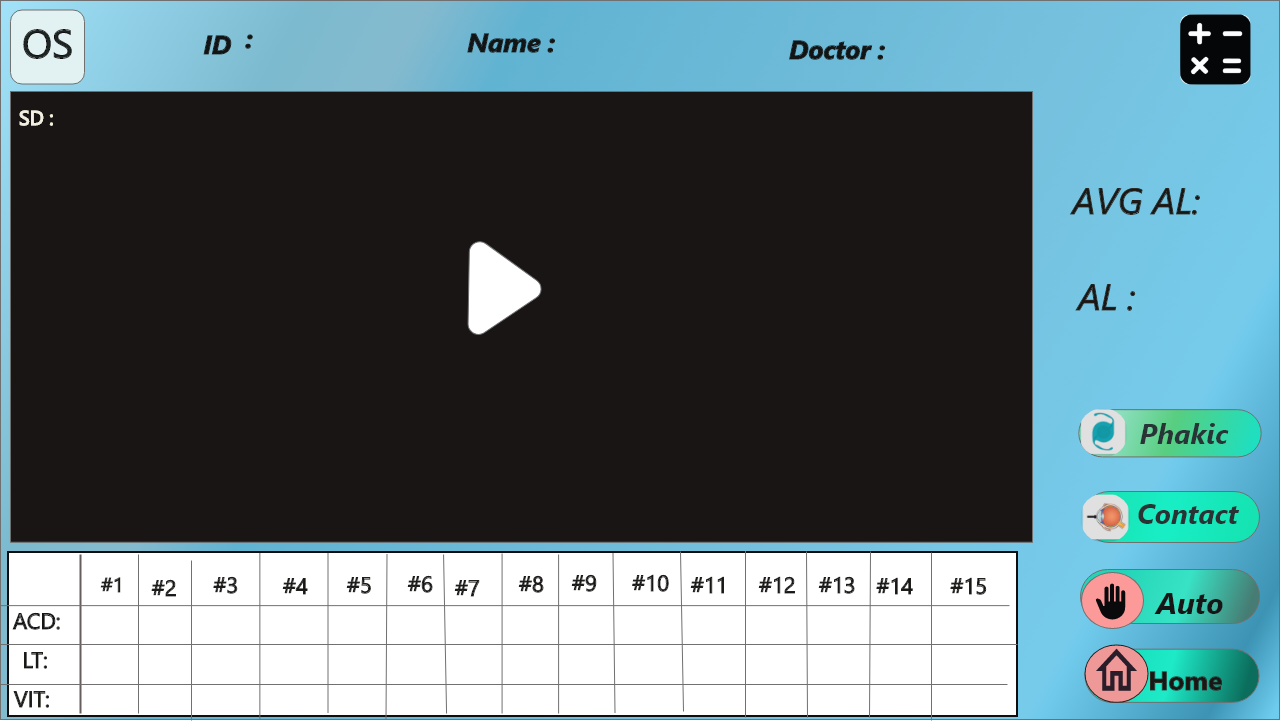 OS
ID :
Name :
Doctor :
SD :
AVG AL:
AL :
Phakic
Contact
Auto
Home
#1 #2 #3 #4 #5 #6 #7 #8 #9 #10 #11 #12 #13 #14 #15
ACD:
LT:
VIT: